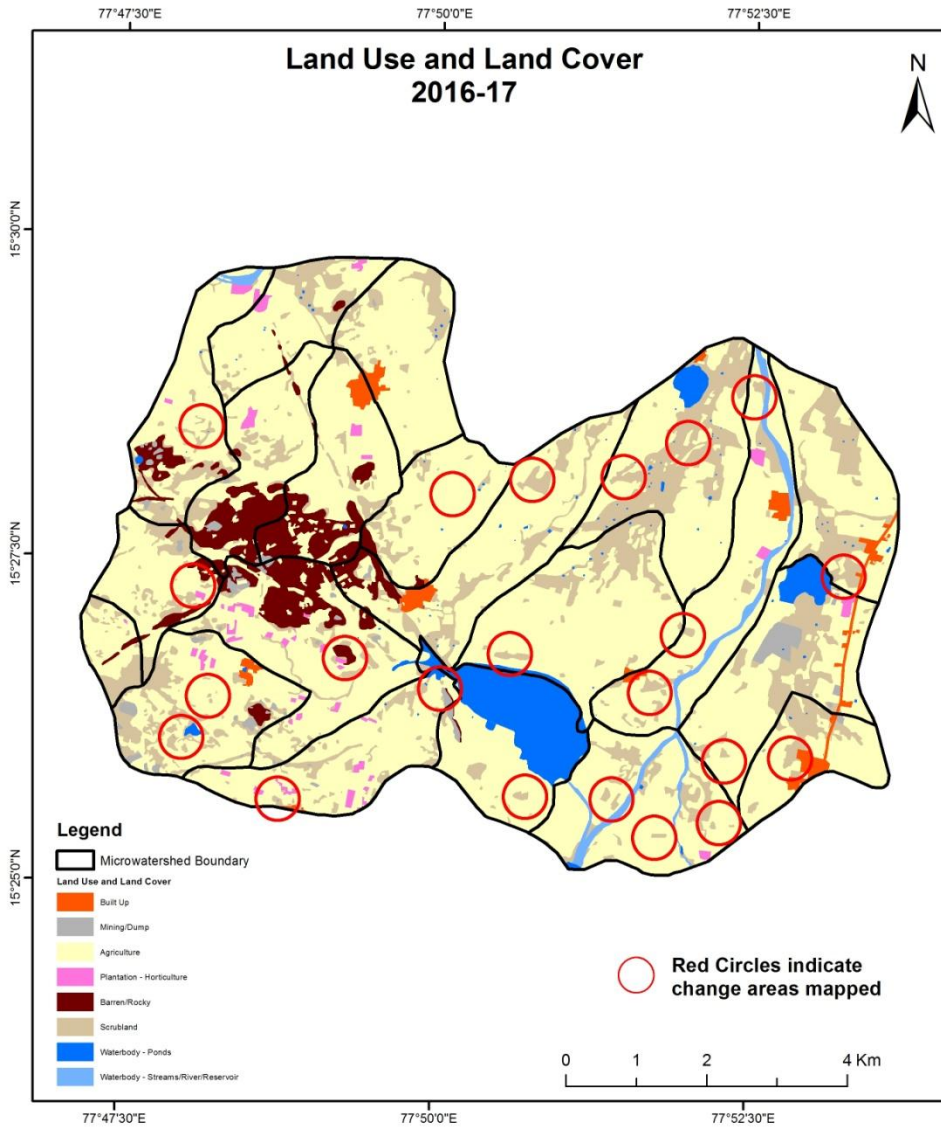 77°47'30"E 77°50'0"E 77°52'30"E
Land Use and Land Cover
2016-17
N
15°30'0"N
15°27'30"N
15°25'0"N
Legend
Microwatershed Boundary
Land Use and Land Cover
Built Up
Mining/Dump
Agriculture
Plantation - Horticulture
Barren/Rocky
Scrubland
Waterbody - Ponds
Waterbody - Streams/River/Reservoir
Red Circles indicate
change areas mapped
0 1 2 4 Km
77°47'30"E 77°50'0"E 77°52'30"E